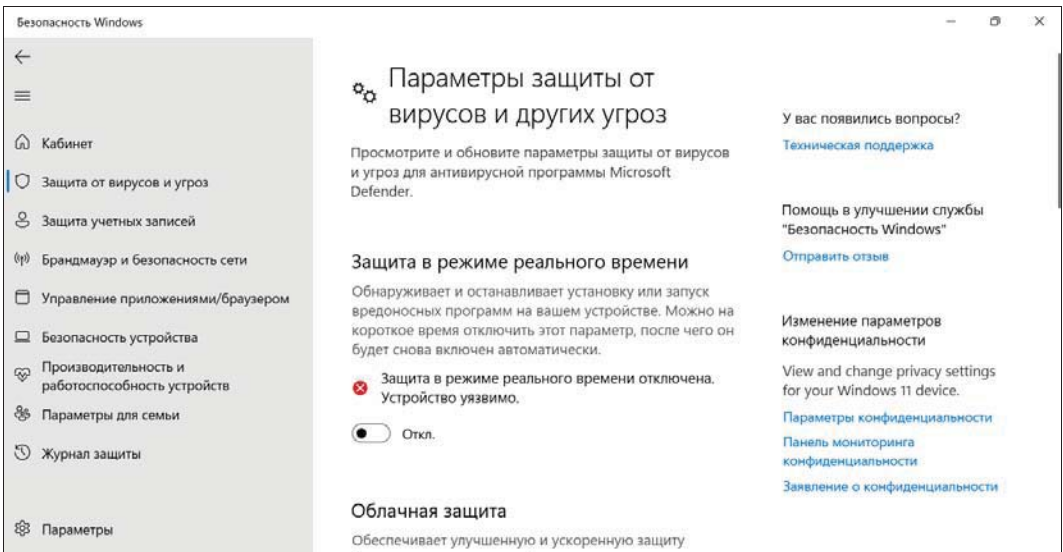 Безопасность Windows
Кабинет
Защита от вирусов и угроз
Защита учетных записей
Брандмауэр и безопасность сети
Управление приложениями/браузером
Безопасность устройства
Производительность и
работоспособность устройств
Параметры для семьи
Журнал защиты
Параметры
Параметры защиты от
вирусов и других угроз
Просмотрите и обновите параметры защиты от вирусов
и угроз для антивирусной программы Microsoft
Defender.
Защита в режиме реального времени
Обнаруживает и останавливает установку или запуск
вредоносных программ на вашем устройстве. Можно на
короткое время отключить этот параметр, после чего он
будет снова включен автоматически.
Защита в режиме реального времени отключена.
Устройство уязвимо.
Откл.
Облачная защита
Обеспечивает улучшенную и ускоренную защиту
У вас появились вопросы?
Техническая поддержка
Помощь в улучшении службы
"Безопасность Windows"
Отправить отзыв
Изменение параметров
конфиденциальности
View and change privacy settings
for your Windows 11 device.
Параметры конфиденциальности
Панель мониторинга
конфиденциальности
Заявление о конфиденциальности